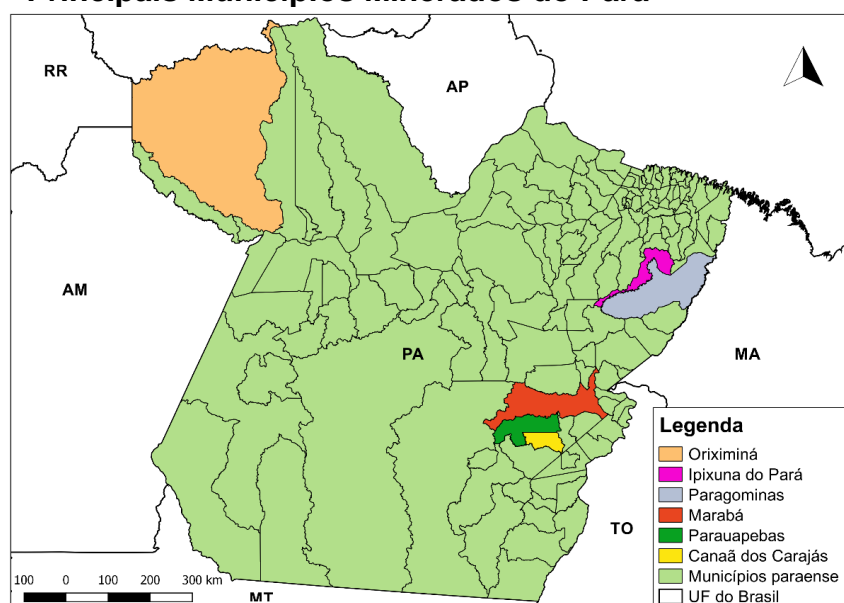 Principais Municípios Minerados do Pará
RR
AP
AM
PA
MA
TO
MT
Legenda
Oriximiná
Ipixuna do Pará
Paragominas
Marabá
Parauapebas
Canaã dos Carajás
Municípios paraense
UF do Brasil
100 0 100 200 300 km